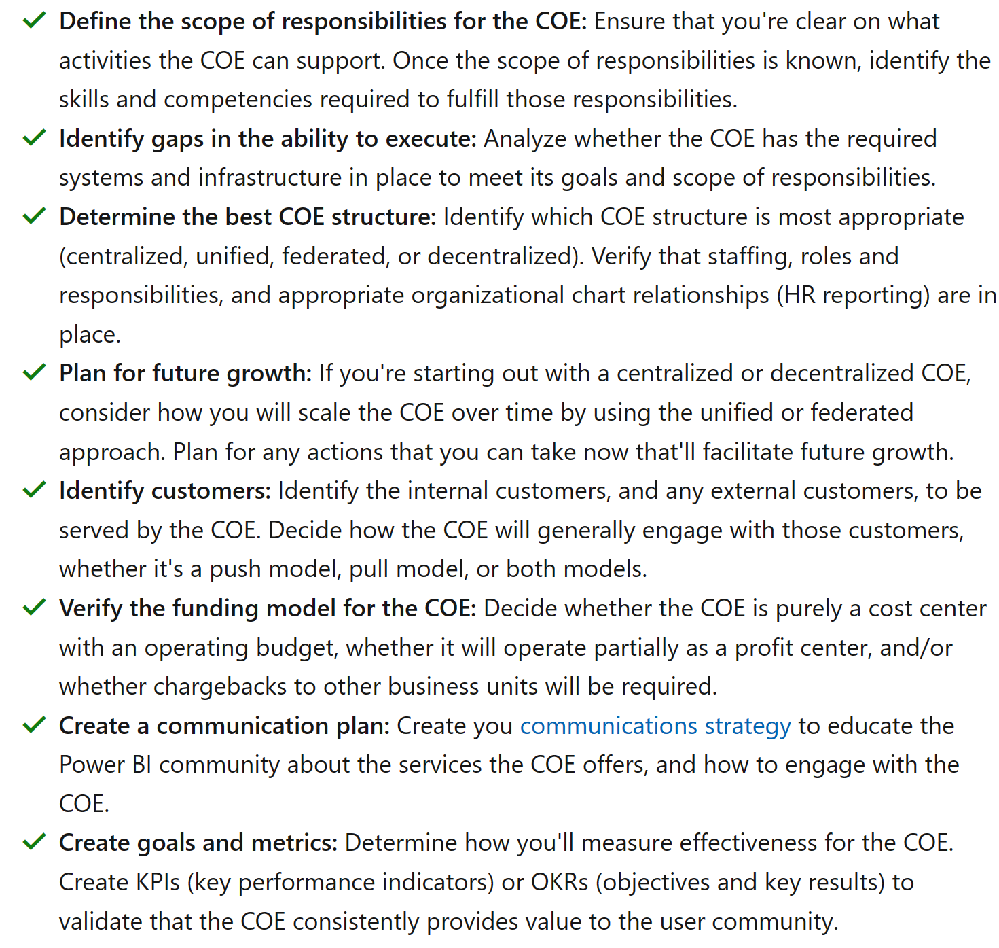 Define the scope of responsibilities for the COE: Ensure that you're clear on what
activities the COE can support. Once the scope of responsibilities is known, identify the
skills and competencies required to fulfill those responsibilities.
Identify gaps in the ability to execute: Analyze whether the COE has the required
systems and infrastructure in place to meet its goals and scope of responsibilities.
Determine the best COE structure: Identify which COE structure is most appropriate
(centralized, unified, federated, or decentralized). Verify that staffing, roles and
responsibilities, and appropriate organizational chart relationships (HR reporting) are in
place.
Plan for future growth: If you're starting out with a centralized or decentralized COE,
consider how you will scale the COE over time by using the unified or federated
approach. Plan for any actions that you can take now that'll facilitate future growth.
Identify customers: Identify the internal customers, and any external customers, to be
served by the COE. Decide how the COE will generally engage with those customers,
whether it's a push model, pull model, or both models.
Verify the funding model for the COE: Decide whether the COE is purely a cost center
with an operating budget, whether it will operate partially as a profit center, and/or
whether chargebacks to other business units will be required.
Create a communication plan: Create you communications strategy to educate the
Power BI community about the services the COE offers, and how to engage with the
COE.
Create goals and metrics: Determine how you'll measure effectiveness for the COE.
Create KPIs (key performance indicators) or OKRs (objectives and key results) to
validate that the COE consistently provides value to the user community.